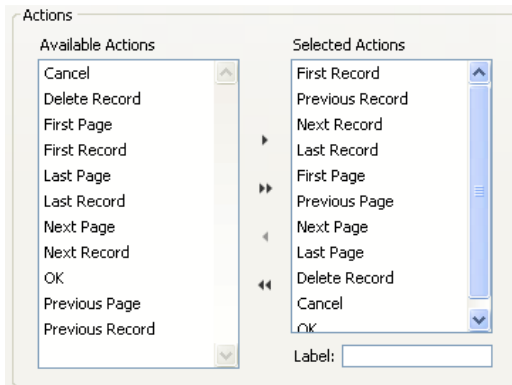 Actions
Available Actions
Cancel
Delete Record
First Page
First Record
Last Page
Last Record
Next Page
Next Record
OK
Previous Page
Previous Record
Selected Actions
First Record
Previous Record
Next Record
Last Record
First Page
Previous Page
Next Page
Last Page
Delete Record
Cancel
OK
Label: